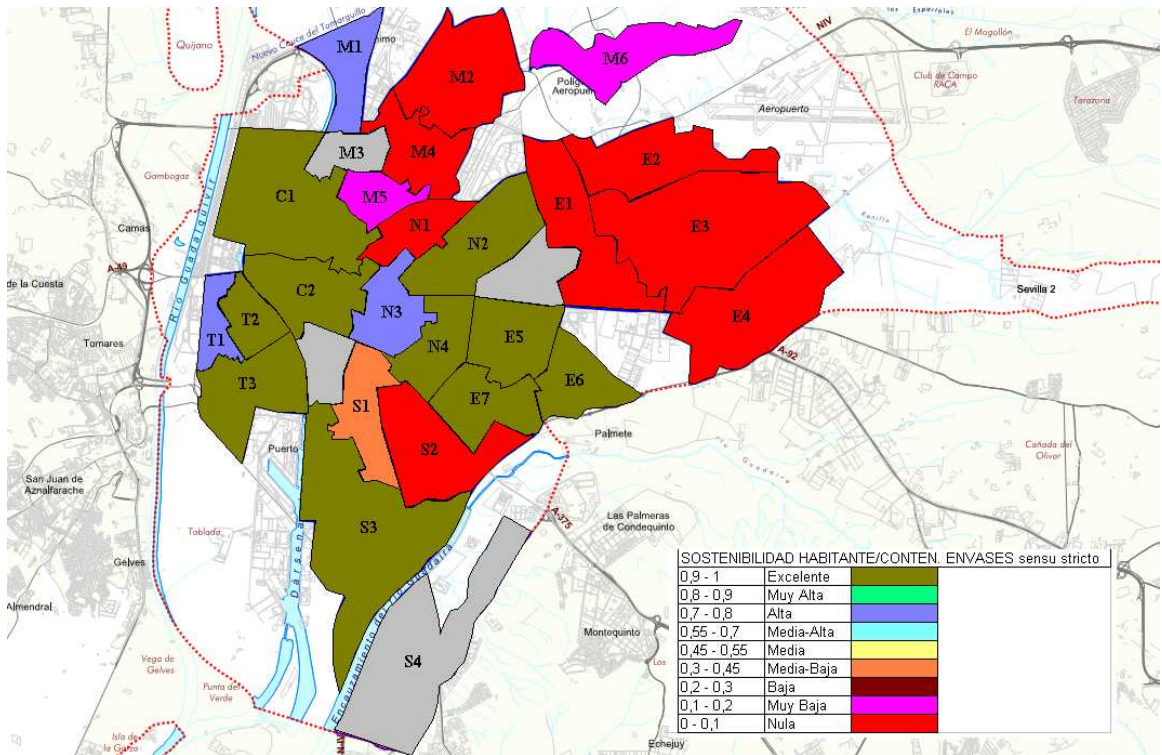 los Españoles
Nuevo Cauce del Tamarguillo
NIV
El Mogollón
Quijano
M1
M2
M6
Club de Campo
RACA
Tarazona
Aeropuerto
M3
M4
E2
Gambogaz
C1
M5
E1
E3
N1
Ranilla
Camas
N2
A-49
Río Guadalquivir
de la Cuesta
C2
Sevilla 2
N3
T1
T2
E4
Tomares
N4
E5
A-92
T3
E6
S1
E7
Palmete
Puerto
S2
Cañada del
Olivar
Guadaira
San Juan de
Aznalfarache
A-375
Las Palmeras
de Condequinto
S3
Tablada
Dársena
Gelves
Almendral
Encauzamiento del río Guadaira
Montequinto
Los
S4
Vega de
Gelves
Punta del
Verde
Isla de
la Garza
Echejuy
SOSTENIBILIDAD HABITANTE/CONTEN. ENVASES sensu stricto
0,9 - 1 Excelente
0,8 - 0,9 Muy Alta
0,7 - 0,8 Alta
0,55 - 0,7 Media-Alta
0,45 - 0,55 Media
0,3 - 0,45 Media-Baja
0,2 - 0,3 Baja
0,1 - 0,2 Muy Baja
0 - 0,1 Nula